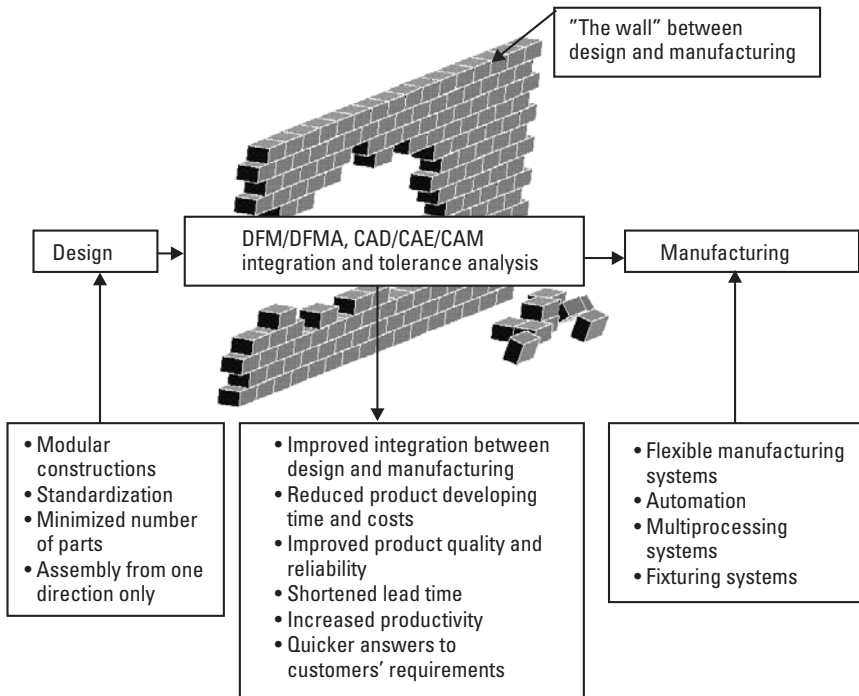 ”The wall” between
design and manufacturing
Design
DFM/DFMA, CAD/CAE/CAM
integration and tolerance analysis
Manufacturing
• Modular
constructions
• Standardization
• Minimized number
of parts
• Assembly from one
direction only
• Improved integration between
design and manufacturing
• Reduced product developing
time and costs
• Improved product quality and
reliability
• Shortened lead time
• Increased productivity
• Quicker answers to
customers’ requirements
• Flexible manufacturing
systems
• Automation
• Multiprocessing
systems
• Fixturing systems